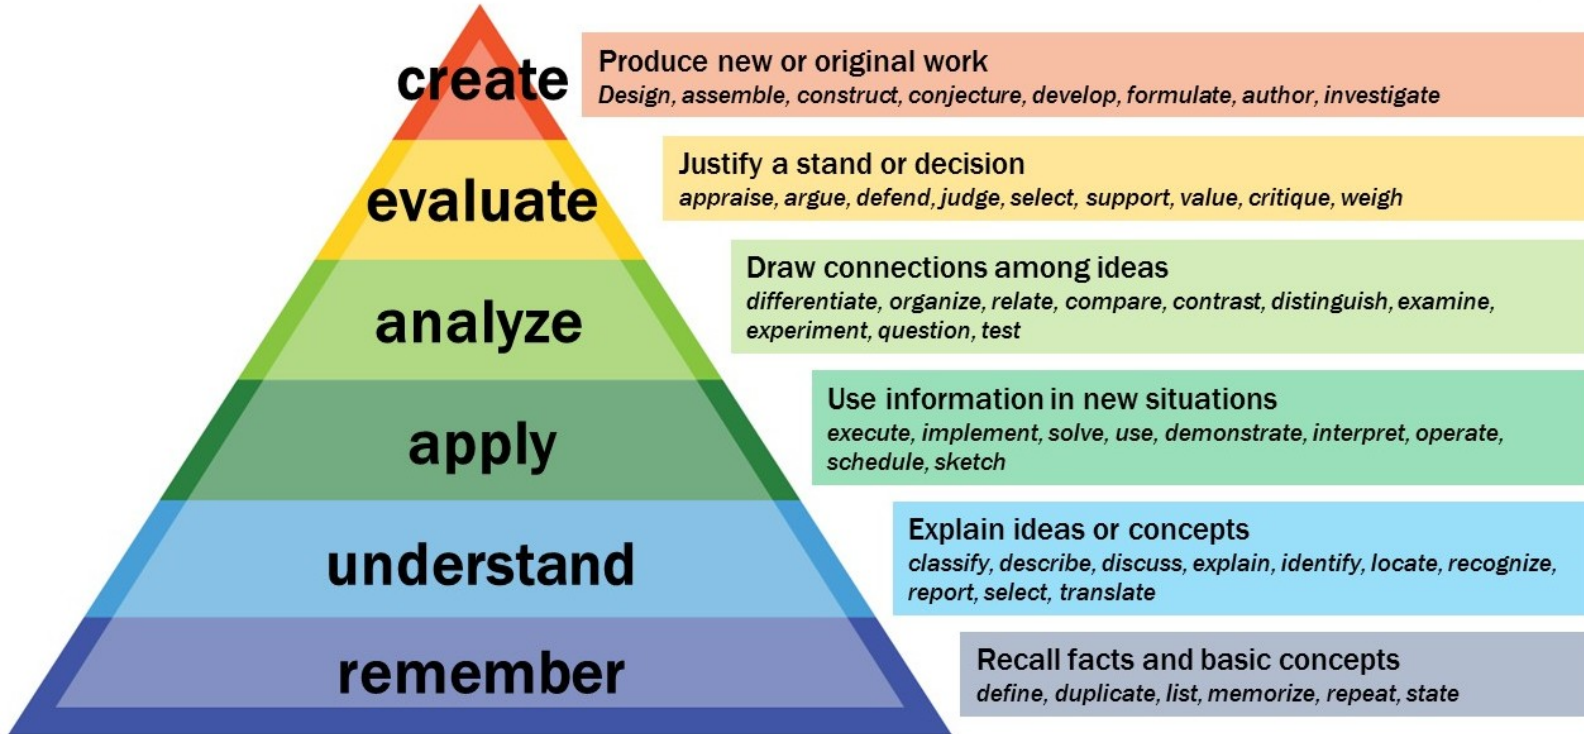 create
Produce new or original work
Design, assemble, construct, conjecture, develop, formulate, author, investigate
evaluate
Justify a stand or decision
appraise, argue, defend, judge, select, support, value, critique, weigh
analyze
Draw connections among ideas
differentiate, organize, relate, compare, contrast, distinguish, examine,
experiment, question, test
apply
Use information in new situations
execute, implement, solve, use, demonstrate, interpret, operate,
schedule, sketch
understand
Explain ideas or concepts
classify, describe, discuss, explain, identify, locate, recognize,
report, select, translate
remember
Recall facts and basic concepts
define, duplicate, list, memorize, repeat, state